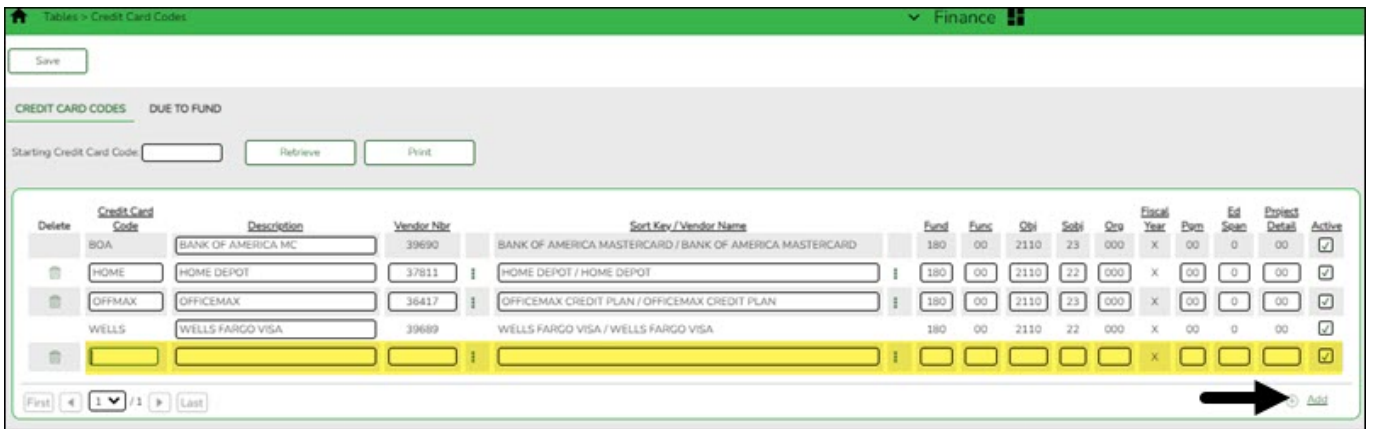 Tables > Credit Card Codes Finance
Save
CREDIT CARD CODES DUE TO FUND
Starting Credit Card Code: Retrieve Print
Delete Credit Card Code Description Vendor Nbr Sort Key / Vendor Name Fund Func Obj Sobj Org Fiscal Year Pgm Ed Span Project Detail Active
BOA BANK OF AMERICA MC 39690 BANK OF AMERICA MASTERCARD / BANK OF AMERICA MASTERCARD 180 00 2110 23 000 X 00 0 00
HOME HOME DEPOT 37811 HOME DEPOT / HOME DEPOT 180 00 2110 22 000 X 00 0 00
OFFMAX OFFICEMAX 36417 OFFICEMAX CREDIT PLAN / OFFICEMAX CREDIT PLAN 180 00 2110 23 000 X 00 0 00
WELLS WELLS FARGO VISA 39689 WELLS FARGO VISA / WELLS FARGO VISA 180 00 2110 22 000 X 00 0 00
X
First 1 / 1 Last Add